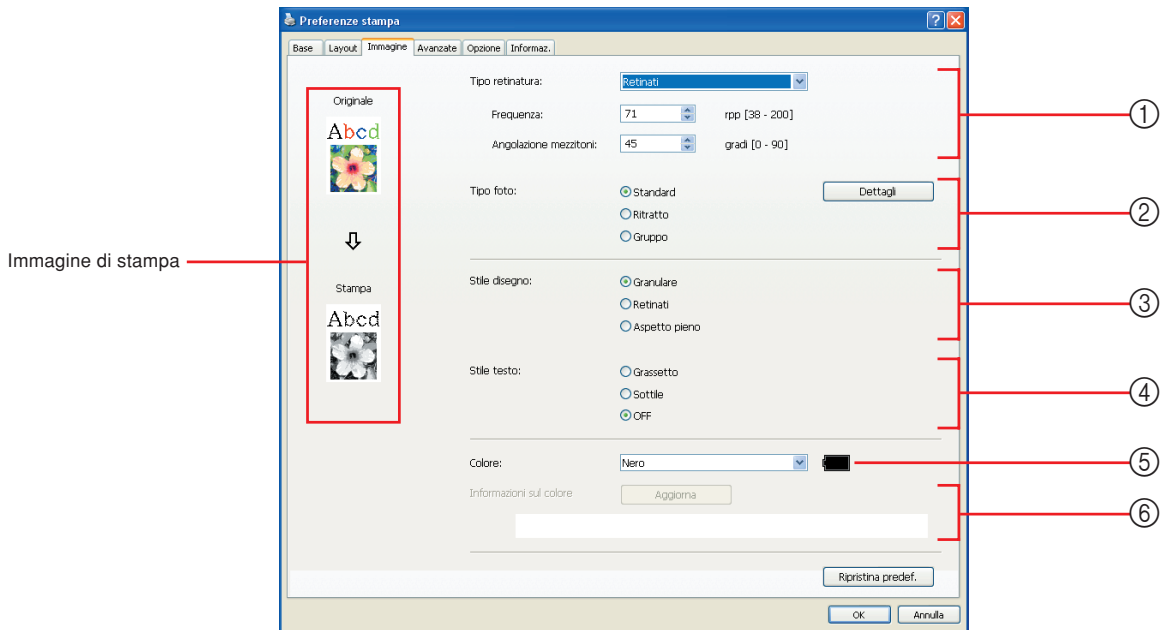 Preferenze stampa
Base Layout Immagine Avanzate Opzione Informaz.
Tipo retinatura: Retinati
Originale
Frequenza: 71 rpp [38 - 200]
①
Abcd
Angolazione mezzitoni: 45 gradi [0 - 90]
Tipo foto: Standard Dettagli
Ritratto
②
Gruppo
Immagine di stampa
Stampa
Stile disegno: Granulare
Retinati
③
Abcd
Aspetto pieno
Stile testo: Grassetto
Sottile
④
OFF
Colore: Nero
⑤
Informazioni sul colore Aggiorna
⑥
Ripristina predef.
OK Annulla